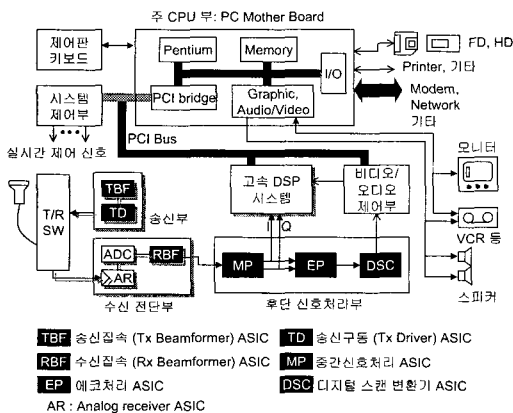 주 CPU 부: PC Mother Board
제어판
키보드
Pentium
Memory
I/O
FD, HD
Printer, 기타
Modem,
Network
기타
시스템
제어부
PCI bridge
Graphic,
Audio/Video
실시간 제어 신호
PCI Bus
모니터
T/R
SW
TBF
TD
송신부
고속 DSP
시스템
비디오/
오디오
제어부
VCR 등
스피커
I
Q
ADC
RBF
AR
수신 전단부
MP
EP
DSC
후단 신호처리부
TBF 송신집속 (Tx Beamformer) ASIC
TD 송신구동 (Tx Driver) ASIC
RBF 수신집속 (Rx Beamformer) ASIC
MP 중간신호처리 ASIC
EP 에코처리 ASIC
DSC 디지털 스캔 변환기 ASIC
AR : Analog receiver ASIC